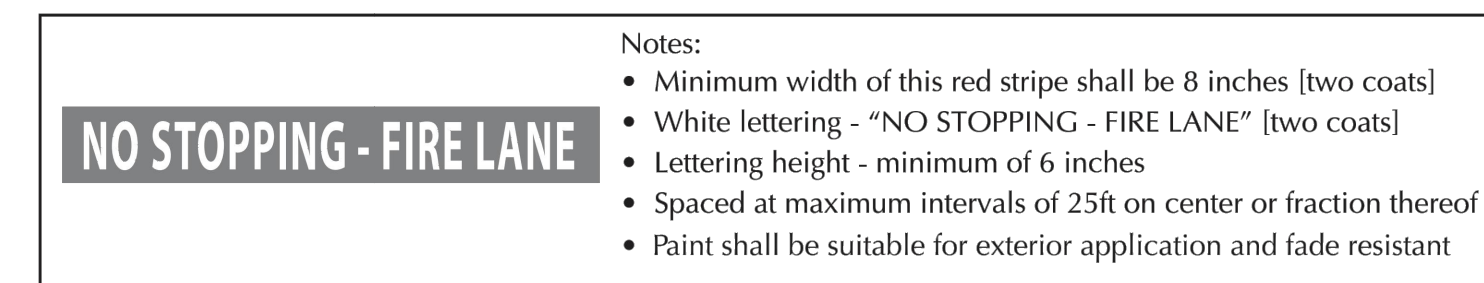 NO STOPPING - FIRE LANE
Notes:
• Minimum width of this red stripe shall be 8 inches [two coats]
• White lettering - “NO STOPPING - FIRE LANE” [two coats]
• Lettering height - minimum of 6 inches
• Spaced at maximum intervals of 25ft on center or fraction thereof
• Paint shall be suitable for exterior application and fade resistant